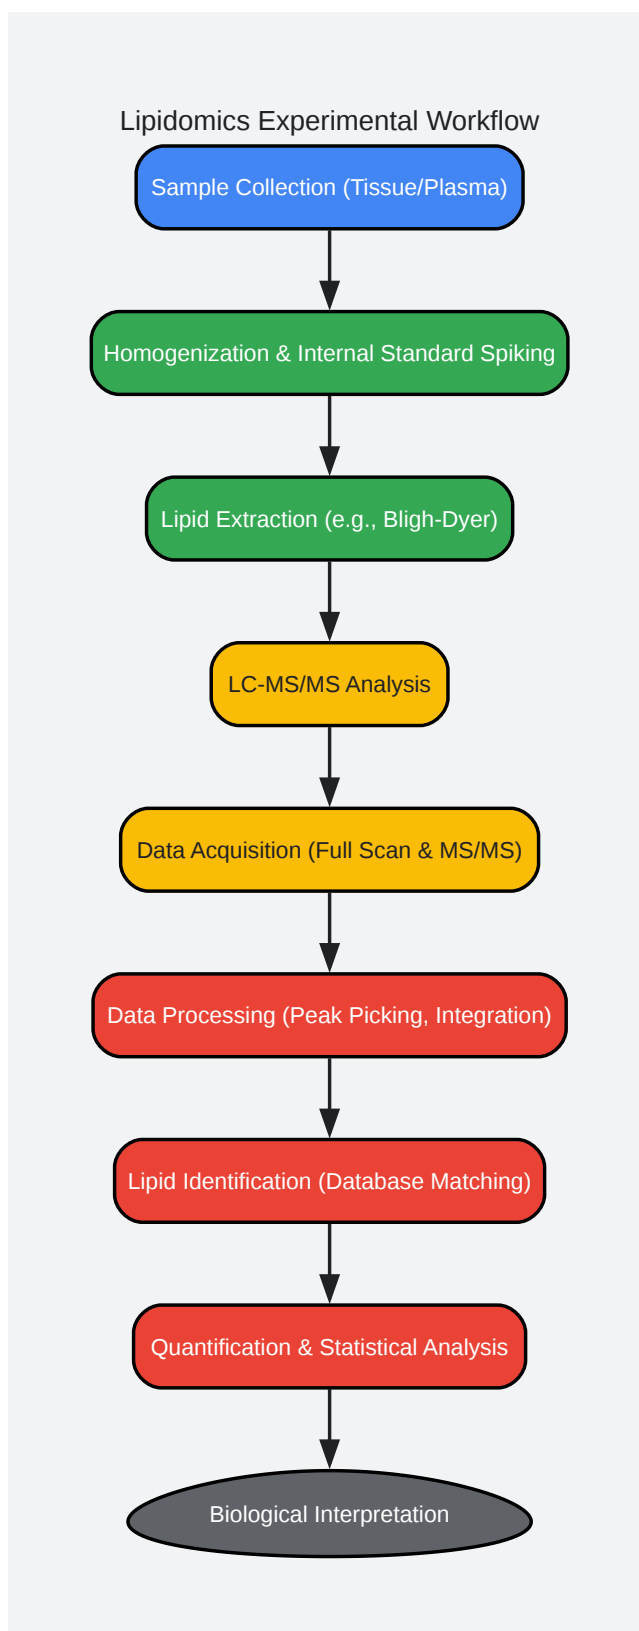 Lipidomics Experimental Workflow
Sample Collection (Tissue/Plasma)
Homogenization & Internal Standard Spiking
Lipid Extraction (e.g., Bligh-Dyer)
LC-MS/MS Analysis
Data Acquisition (Full Scan & MS/MS)
Data Processing (Peak Picking, Integration)
Lipid Identification (Database Matching)
Quantification & Statistical Analysis
Biological Interpretation